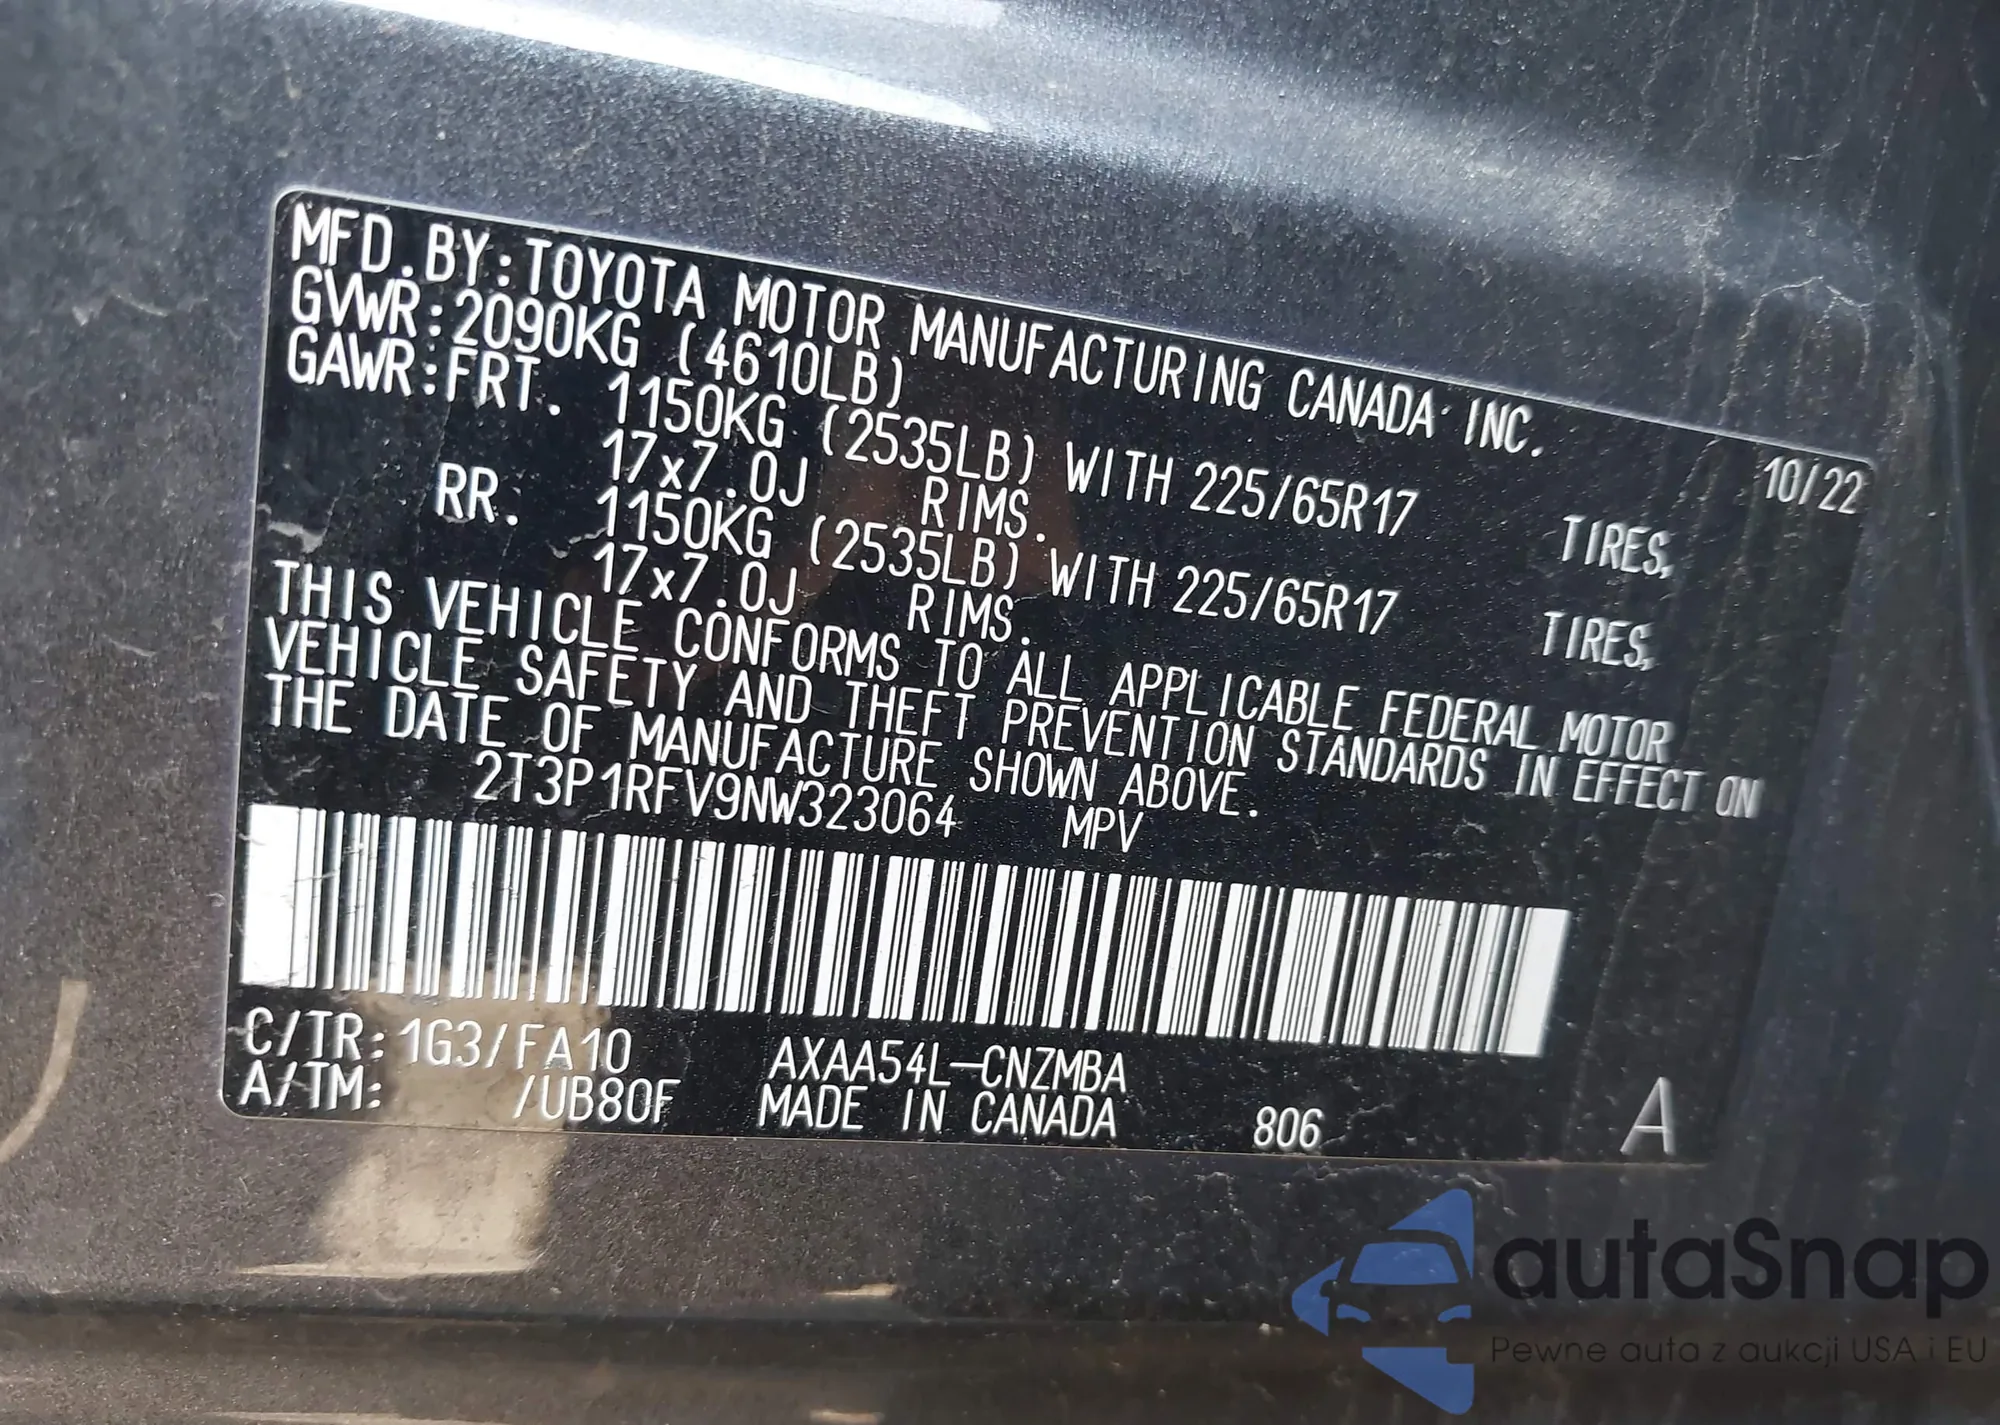 MFD.BY:TOYOTA MOTOR MANUFACTURING CANADA INC.
10/22
GVWR:2090KG (4610LB)
GAWR:FRT. 1150KG (2535LB) WITH 225/65R17 TIRES,
17x7.0J RIMS.
RR. 1150KG (2535LB) WITH 225/65R17 TIRES,
17x7.0J RIMS.
THIS VEHICLE CONFORMS TO ALL APPLICABLE FEDERAL MOTOR
VEHICLE SAFETY AND THEFT PREVENTION STANDARDS IN EFFECT ON
THE DATE OF MANUFACTURE SHOWN ABOVE.
2T3P1RFV9NW323064 MPV
C/TR:1G3/FA10 AXAA54L-CNZMBA
A/TM: /UB80F MADE IN CANADA 806 A
autaSnap
Pewne auta z aukcji USA i EU